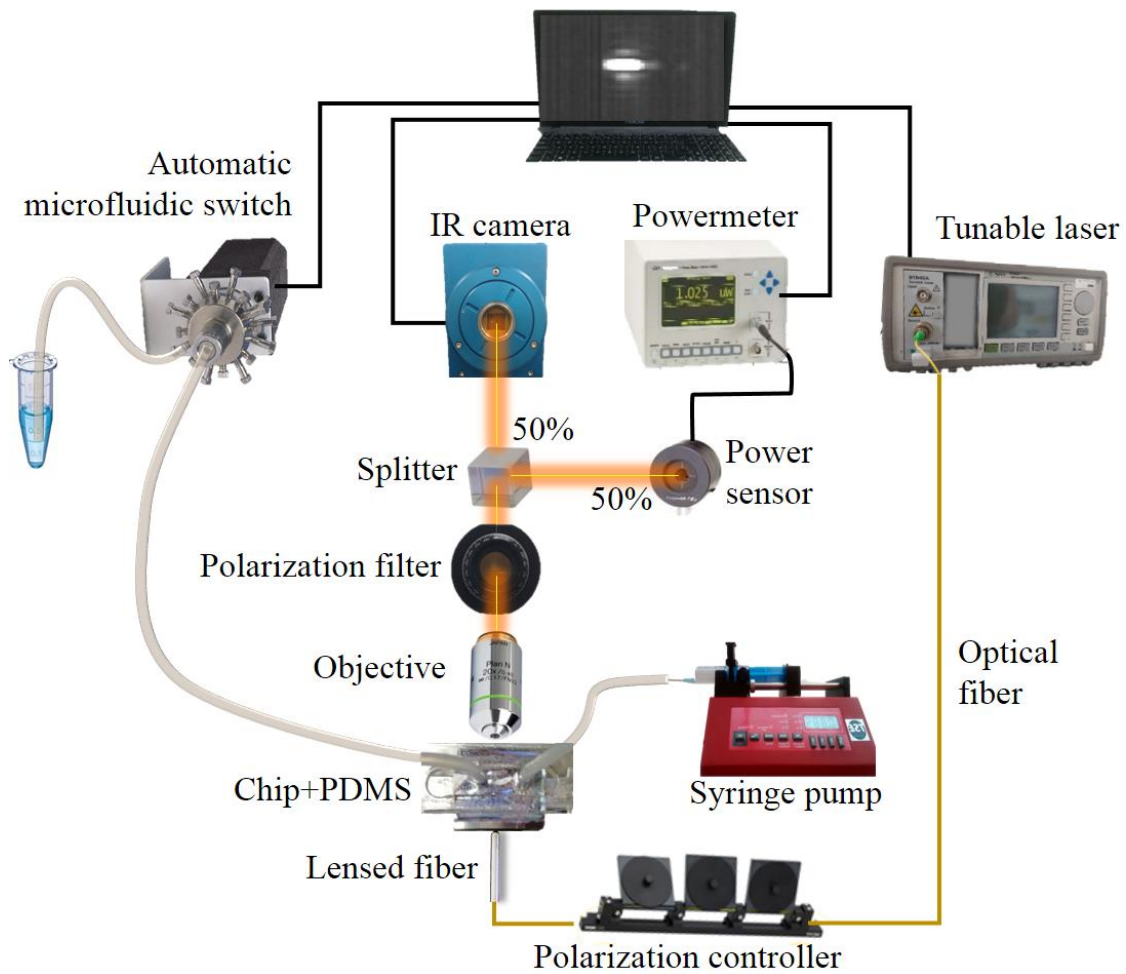 Automatic
microfluidic switch
IR camera
Powermeter
Tunable laser
1.025 uW
50%
Splitter
50%
Power
sensor
Polarization filter
Objective
Plan N
Optical
fiber
Chip+PDMS
Syringe pump
Lensed fiber
Polarization controller